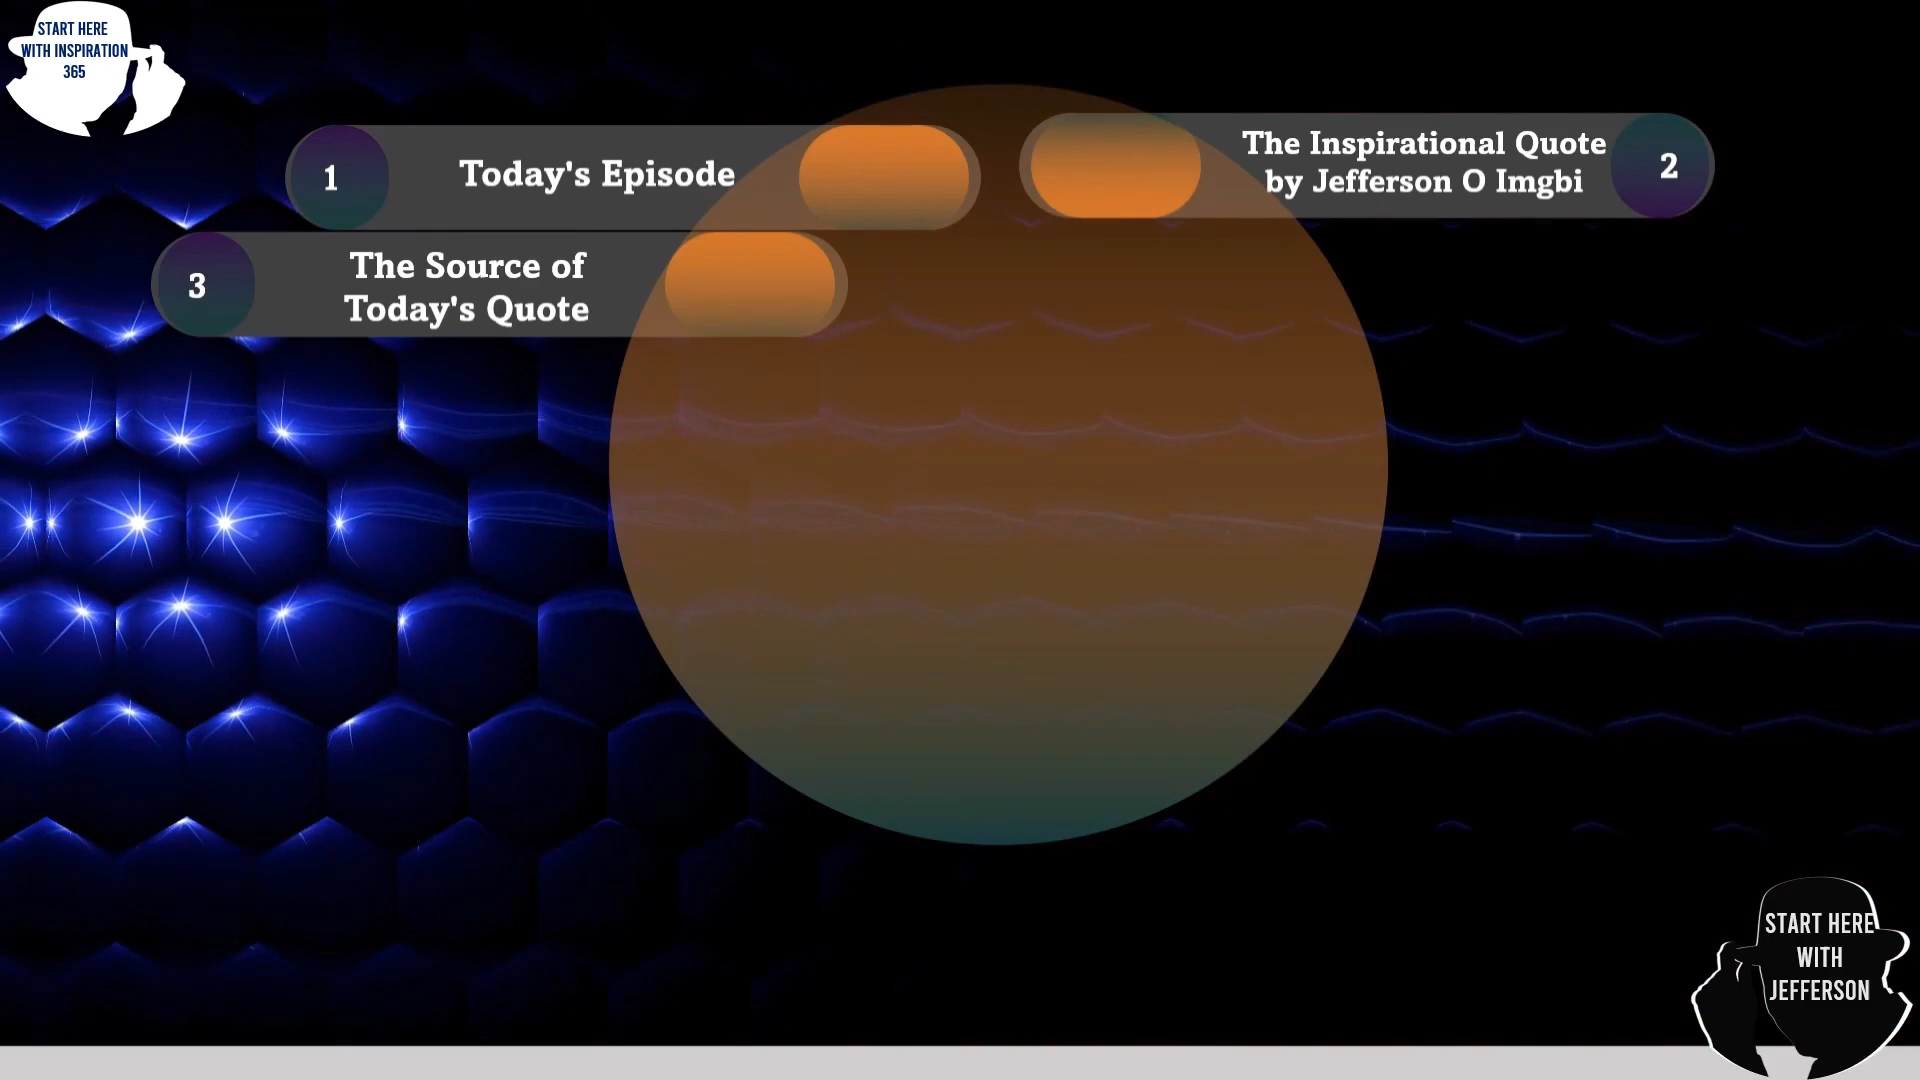 START HERE
WITH INSPIRATION
365
1
Today's Episode
The Inspirational Quote
by Jefferson O Imgbi
2
3
The Source of
Today's Quote
START HERE
WITH
JEFFERSON